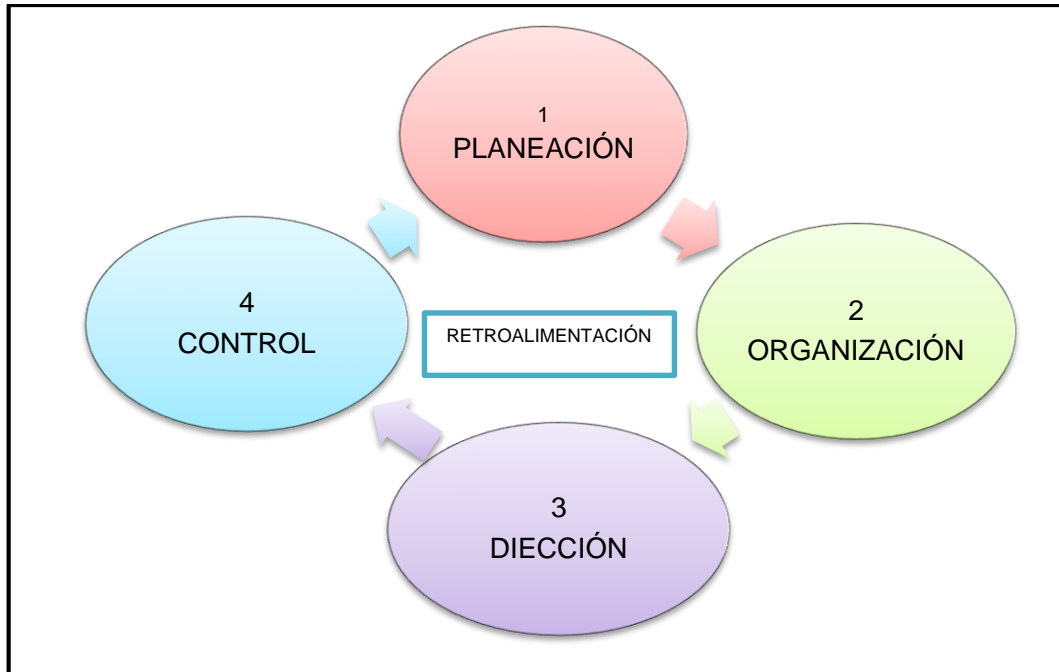 1
PLANEACIÓN
2
ORGANIZACIÓN
3
DIECCIÓN
4
CONTROL
RETROALIMENTACIÓN